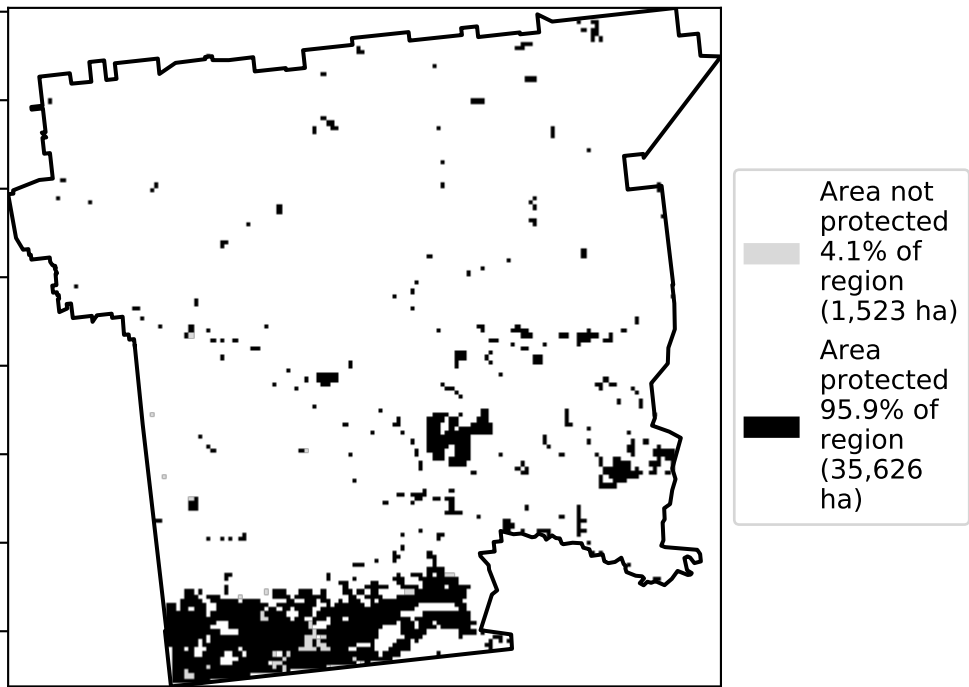 Area not
protected
4.1% of
region
(1,523 ha)
Area
protected
95.9% of
region
(35,626
ha)